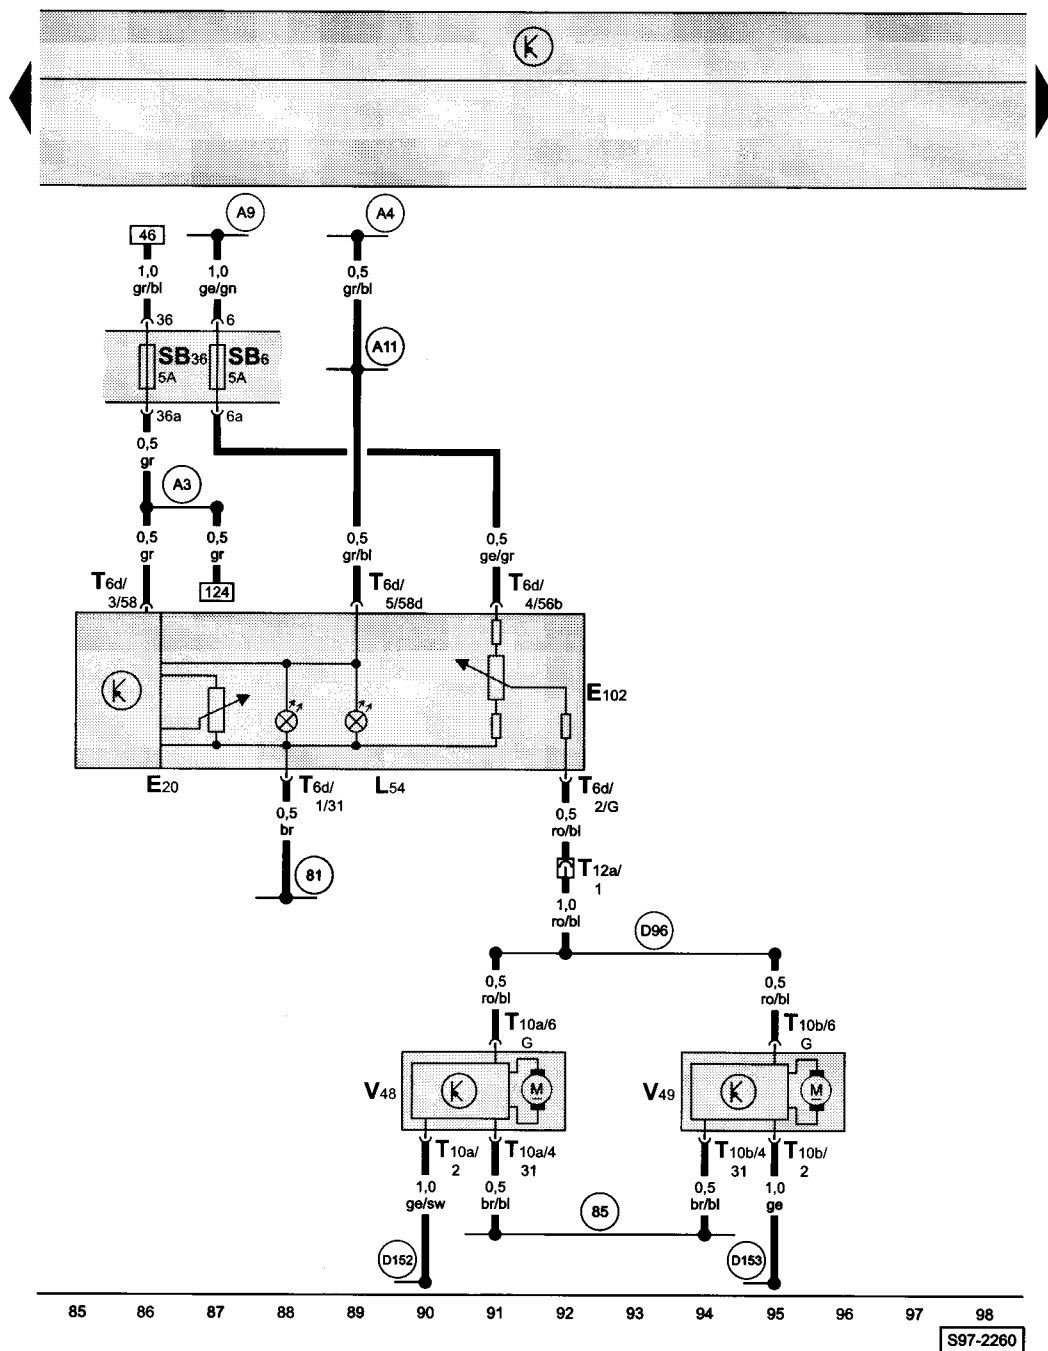 A9
A4
46
1,0
gr/bl
1,0
ge/gn
0,5
gr/bl
36
6
A11
SB36
5A
SB6
5A
36a
6a
0,5
gr
A3
0,5
gr
0,5
gr
0,5
gr/bl
0,5
ge/gr
T6d/
3/58
124
T6d/
5/58d
T6d/
4/56b
E102
E20
T6d/
1/31
L54
T6d/
2/G
0,5
br
0,5
ro/bl
81
T12a/
1
1,0
ro/bl
D96
0,5
ro/bl
0,5
ro/bl
T10a/6
G
T10b/6
G
V48
M
V49
M
T10a/
2
T10a/4
31
T10b/4
31
T10b/
2
1,0
ge/sw
0,5
br/bl
0,5
br/bl
1,0
ge
85
D152
D153
85 86 87 88 89 90 91 92 93 94 95 96 97 98
S97-2260